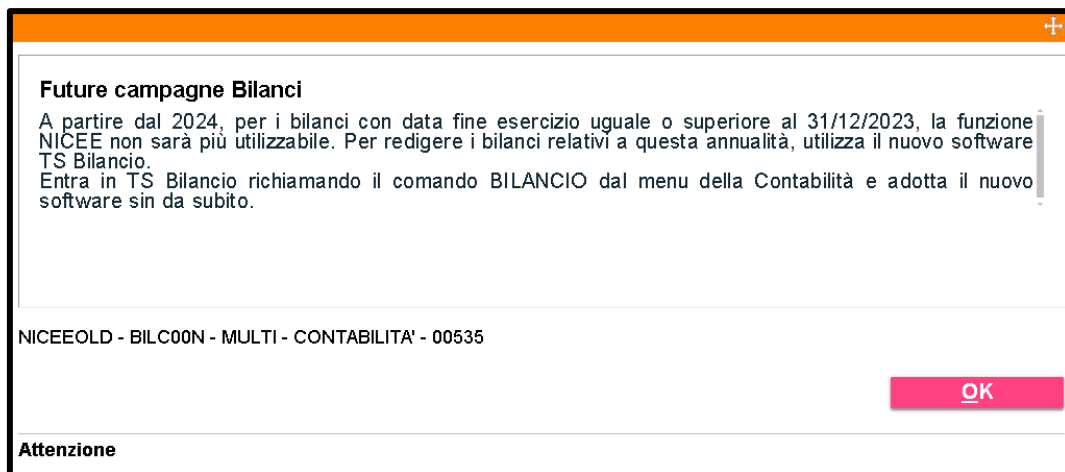 Future campagne Bilanci
A partire dal 2024, per i bilanci con data fine esercizio uguale o superiore al 31/12/2023, la funzione
NICEE non sarà più utilizzabile. Per redigere i bilanci relativi a questa annualità, utilizza il nuovo software
TS Bilancio.
Entra in TS Bilancio richiamando il comando BILANCIO dal menu della Contabilità e adotta il nuovo
software sin da subito.
NICEEOLD - BILC00N - MULTI - CONTABILITA' - 00535
OK
Attenzione